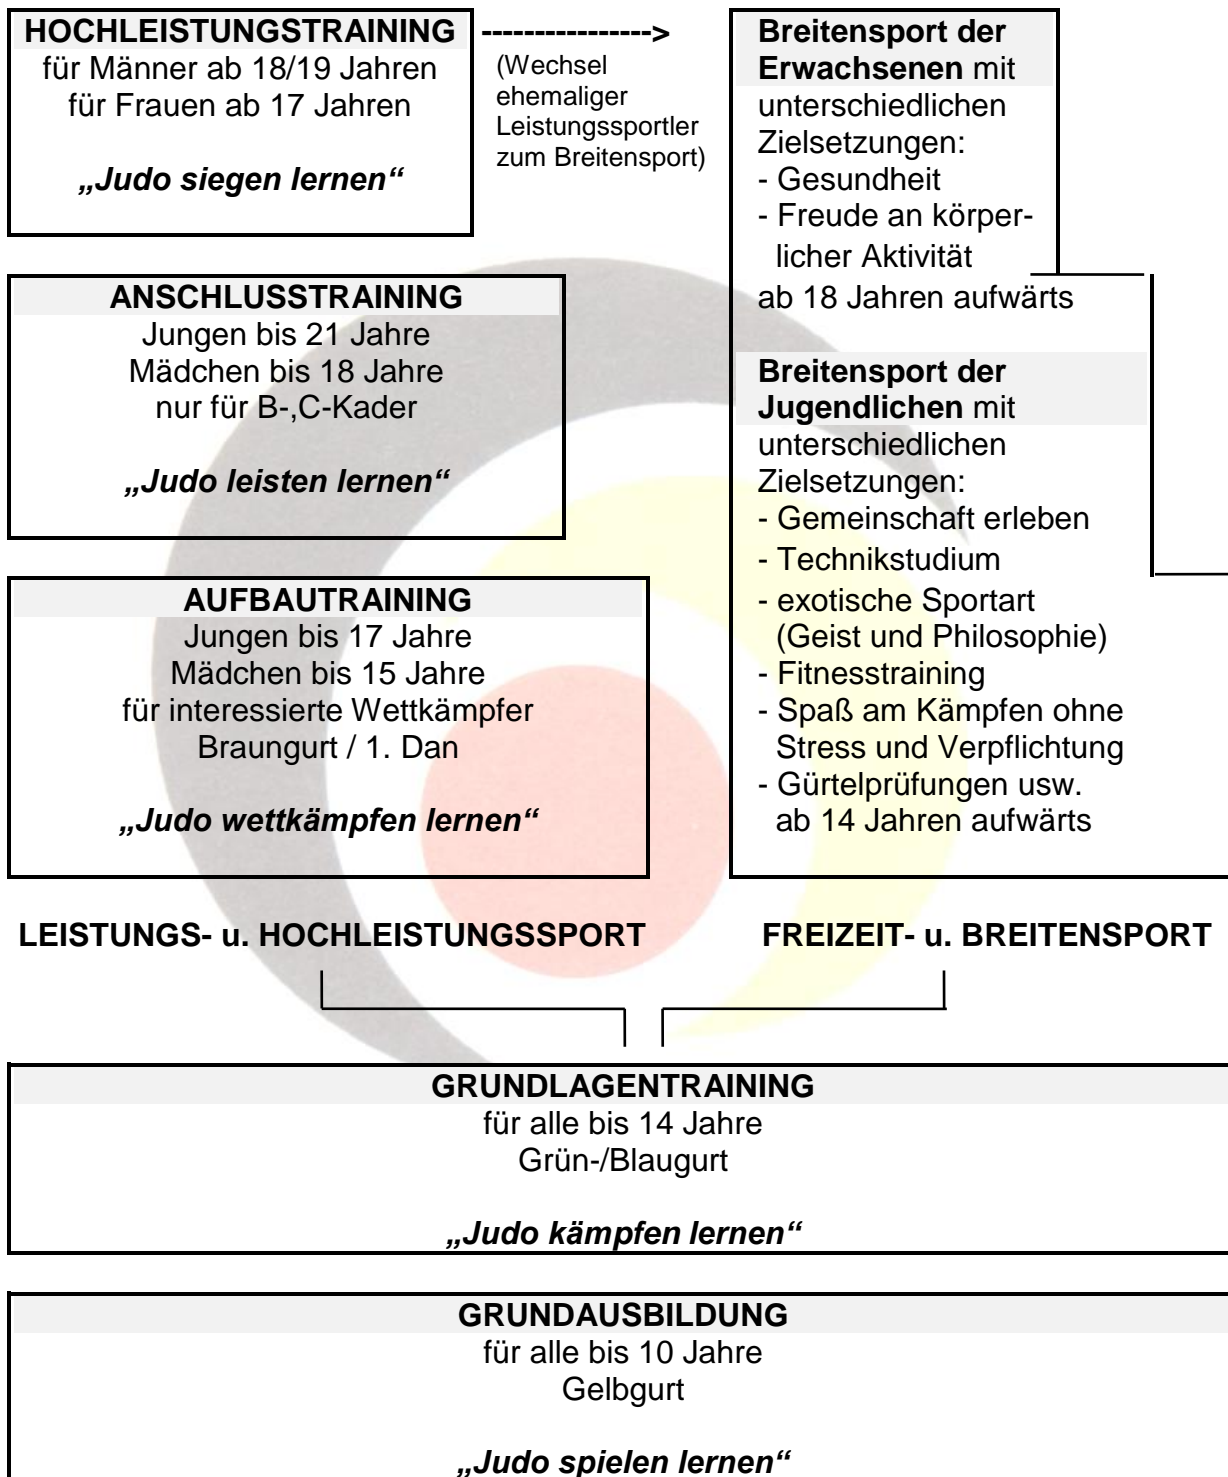 HOCHLEISTUNGSTRAINING
für Männer ab 18/19 Jahren
für Frauen ab 17 Jahren
„Judo siegen lernen“
---------------->
(Wechsel
ehemaliger
Leistungssportler
zum Breitensport)
Breitensport der
Erwachsenen mit
unterschiedlichen
Zielsetzungen:
- Gesundheit
- Freude an körper-
licher Aktivität
ab 18 Jahren aufwärts
ANSCHLUSSTRAINING
Jungen bis 21 Jahre
Mädchen bis 18 Jahre
nur für B-,C-Kader
„Judo leisten lernen“
Breitensport der
Jugendlichen mit
unterschiedlichen
Zielsetzungen:
- Gemeinschaft erleben
- Technikstudium
- exotische Sportart
(Geist und Philosophie)
- Fitnesstraining
- Spaß am Kämpfen ohne
Stress und Verpflichtung
- Gürtelprüfungen usw.
ab 14 Jahren aufwärts
AUFBAUTRAINING
Jungen bis 17 Jahre
Mädchen bis 15 Jahre
für interessierte Wettkämpfer
Braungurt / 1. Dan
„Judo wettkämpfen lernen“
LEISTUNGS- u. HOCHLEISTUNGSSPORT
FREIZEIT- u. BREITENSPORT
GRUNDLAGENTRAINING
für alle bis 14 Jahre
Grün-/Blaugurt
„Judo kämpfen lernen“
GRUNDAUSBILDUNG
für alle bis 10 Jahre
Gelbgurt
„Judo spielen lernen“